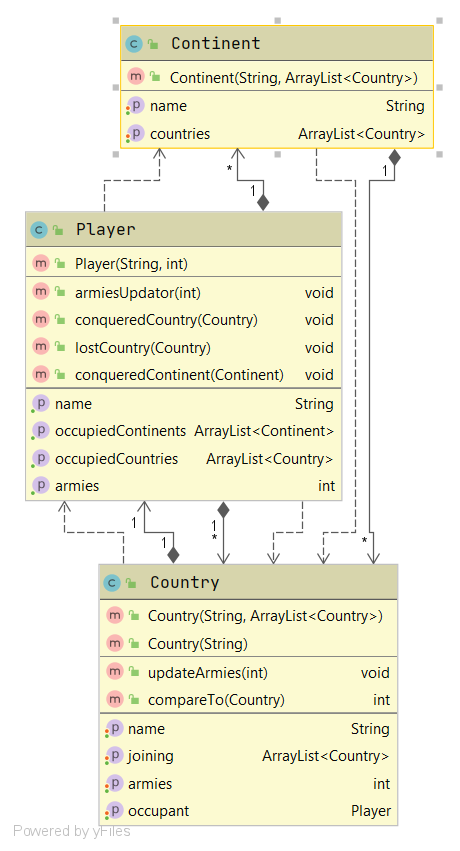 C Continent
m Continent(String, ArrayList<Country>)
p name String
p countries ArrayList<Country>
* 1 1
C Player
m Player(String, int)
m armiesUpdator(int) void
m conqueredCountry(Country) void
m lostCountry(Country) void
m conqueredContinent(Continent) void
p name String
p occupiedContinents ArrayList<Continent>
p occupiedCountries ArrayList<Country>
p armies int
1 1 1 * *
C Country
m Country(String, ArrayList<Country>)
m Country(String)
m updateArmies(int) void
m compareTo(Country) int
p name String
p joining ArrayList<Country>
p armies int
p occupant Player
Powered by yFiles